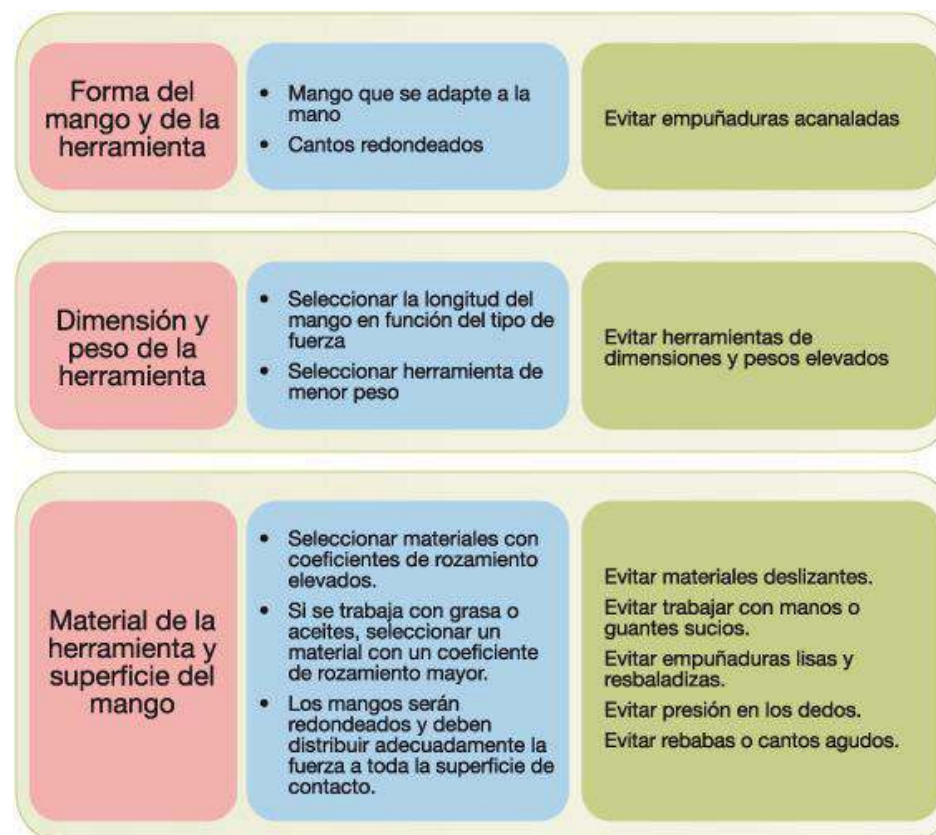 Forma del
mango y de la
herramienta
• Mango que se adapte a la
mano
• Cantos redondeados
Evitar empuñaduras acanaladas
Dimensión y
peso de la
herramienta
• Seleccionar la longitud del
mango en función del tipo de
fuerza
• Seleccionar herramienta de
menor peso
Evitar herramientas de
dimensiones y pesos elevados
Material de la
herramienta y
superficie del
mango
• Seleccionar materiales con
coeficientes de rozamiento
elevados.
• Si se trabaja con grasa o
aceites, seleccionar un
material con un coeficiente
de rozamiento mayor.
• Los mangos serán
redondeados y deben
distribuir adecuadamente la
fuerza a toda la superficie de
contacto.
Evitar materiales deslizantes.
Evitar trabajar con manos o
guantes sucios.
Evitar empuñaduras lisas y
resbaladizas.
Evitar presión en los dedos.
Evitar rebabas o cantos agudos.